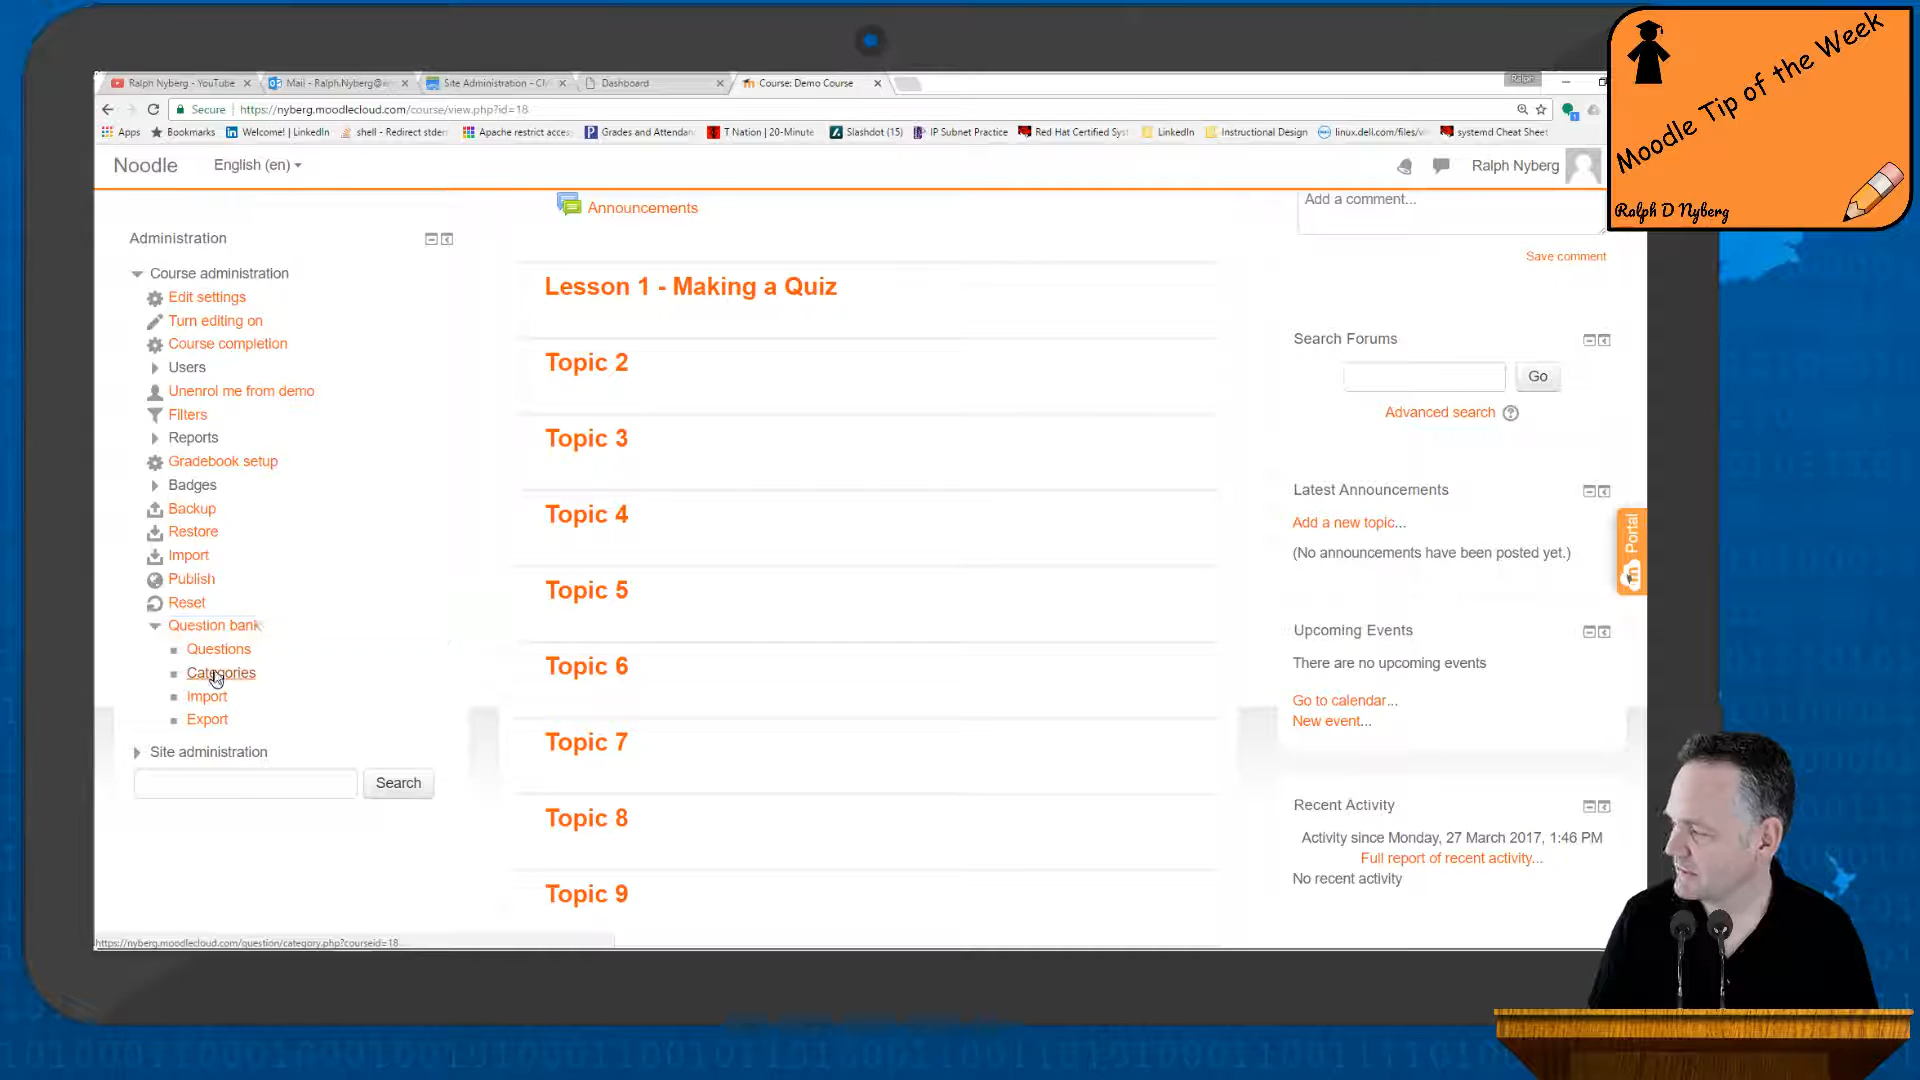 Moodle Tip of the Week
Ralph D Nyberg
Ralph Nyberg - YouTube
Mail - Ralph.Nyberg@
Site Administration - Cl
Dashboard
Course: Demo Course
Ralph
Secure
https://nyberg.moodlecloud.com/course/view.php?id=18
Apps
Bookmarks
Welcome! | LinkedIn
shell - Redirect stder
Apache restrict acces
Grades and Attendan
T Nation | 20-Minute
Slashdot (15)
IP Subnet Practice
Red Hat Certified Sys
LinkedIn
Instructional Design
linux.dell.com/files/
systemd Cheat Sheet
Noodle
English (en)
Ralph Nyberg
Administration
Course administration
Edit settings
Turn editing on
Course completion
Users
Unenrol me from demo
Filters
Reports
Gradebook setup
Badges
Backup
Restore
Import
Publish
Reset
Question bank
Questions
Categories
Import
Export
Site administration
Search
Announcements
Lesson 1 - Making a Quiz
Topic 2
Topic 3
Topic 4
Topic 5
Topic 6
Topic 7
Topic 8
Topic 9
Add a comment...
Save comment
Search Forums
Go
Advanced search
Latest Announcements
Add a new topic...
(No announcements have been posted yet.)
Portal
Upcoming Events
There are no upcoming events
Go to calendar...
New event...
Recent Activity
Activity since Monday, 27 March 2017, 1:46 PM
Full report of recent activity...
No recent activity
https://nyberg.moodlecloud.com/question/category.php?courseid=18